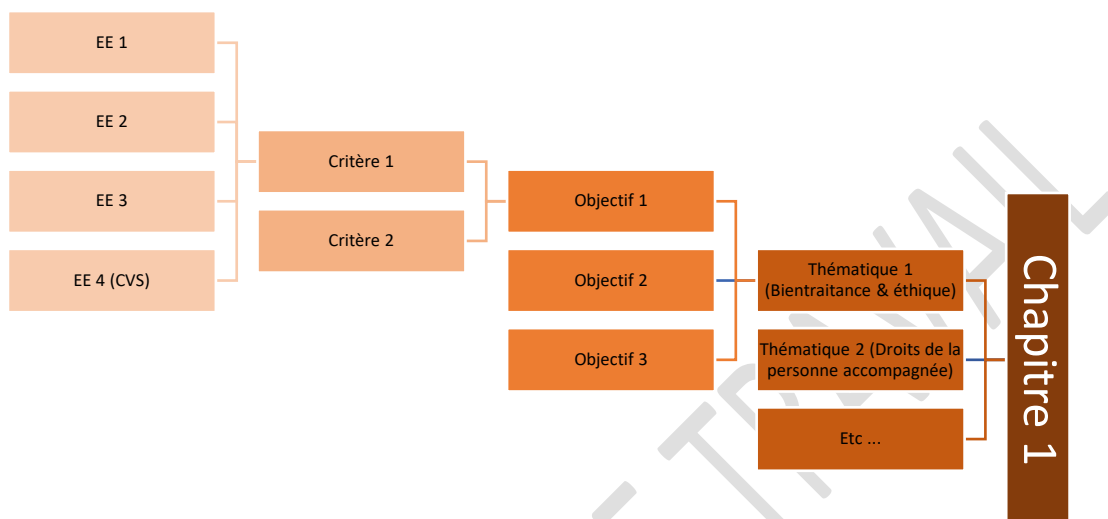 EE 1
EE 2
EE 3
EE 4 (CVS)
Critère 1
Critère 2
Objectif 1
Objectif 2
Objectif 3
Thématique 1
(Bientraitance & éthique)
Thématique 2 (Droits de la
personne accompagnée)
Etc ...
Chapitre 1
TRAVAIL